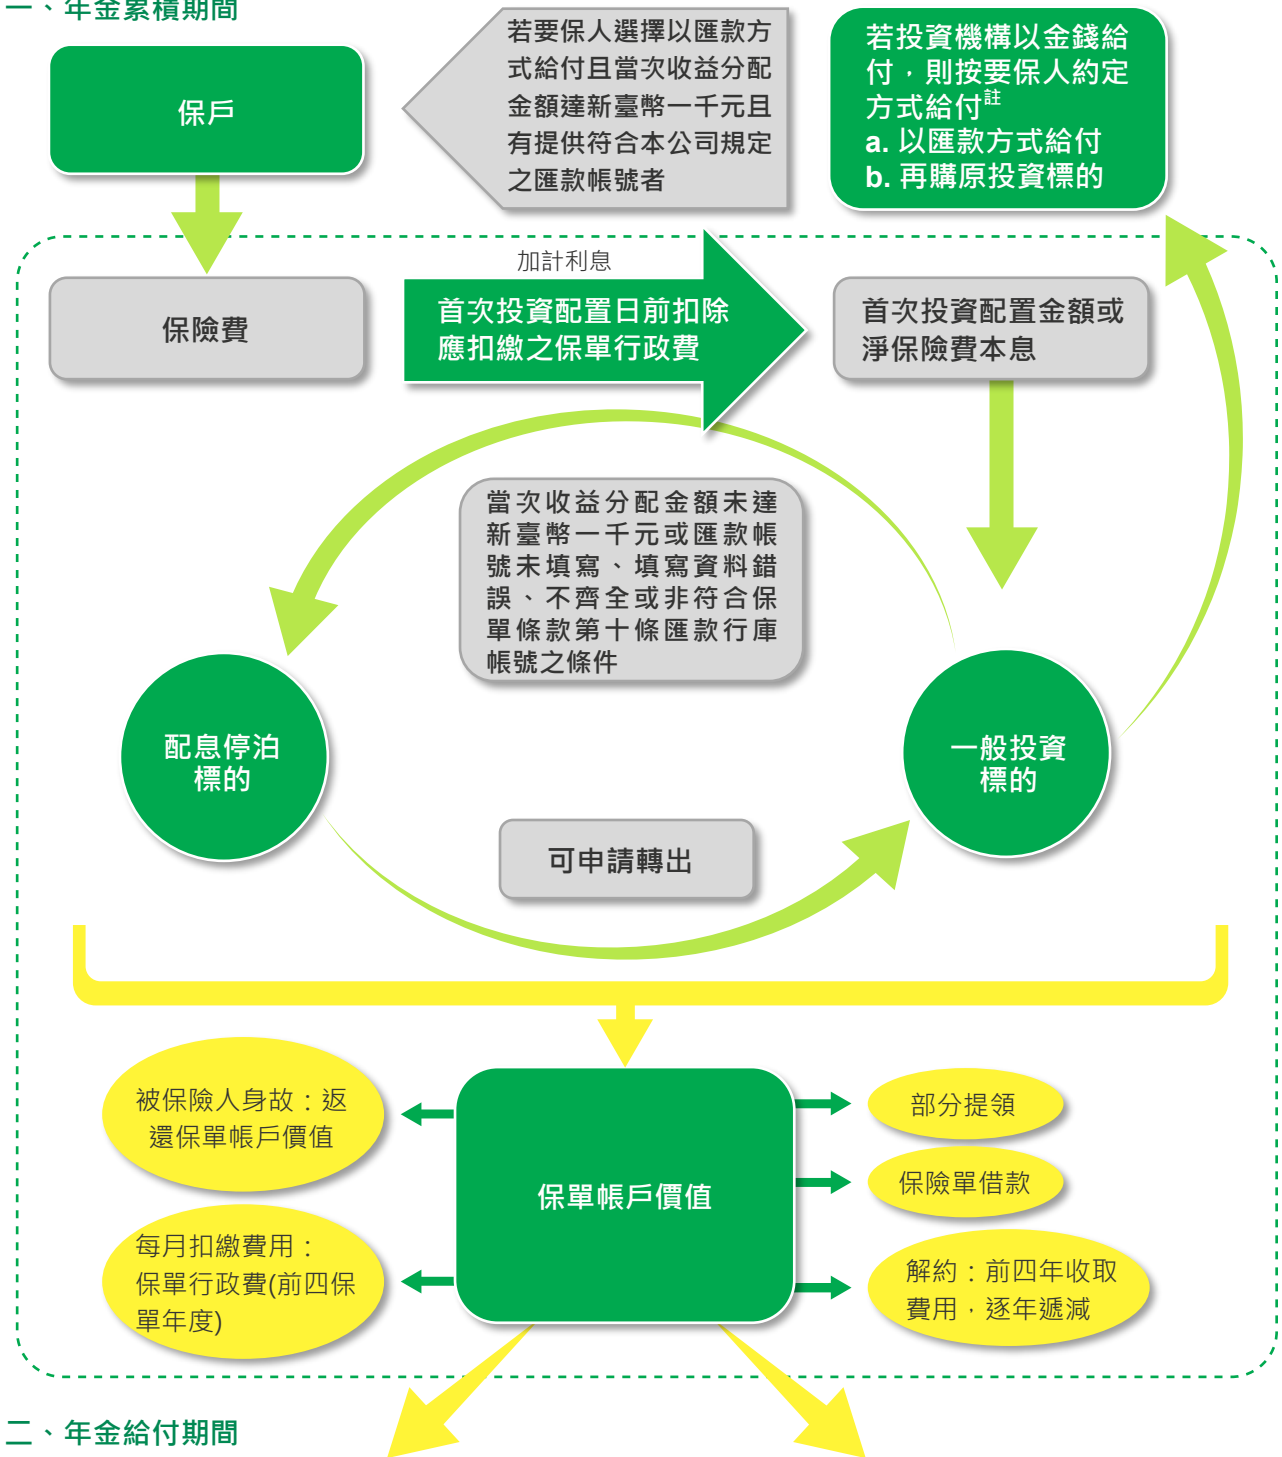 一、年金累積期間
保戶
若要保人選擇以匯款方
式給付且當次收益分配
金額達新臺幣一千元且
有提供符合本公司規定
之匯款帳號者
若投資機構以金錢給
付，則按要保人約定
方式給付註
a. 以匯款方式給付
b. 再購原投資標的
保險費
加計利息
首次投資配置日前扣除
應扣繳之保單行政費
首次投資配置金額或
淨保險費本息
當次收益分配金額未達
新臺幣一千元或匯款帳
號未填寫、填寫資料錯
誤、不齊全或非符合保
單條款第十條匯款行庫
帳號之條件
配息停泊
標的
一般投資
標的
可申請轉出
被保險人身故：返
還保單帳戶價值
每月扣繳費用：
保單行政費(前四保
單年度)
保單帳戶價值
部分提領
保險單借款
解約：前四年收取
費用，逐年遞減
二、年金給付期間